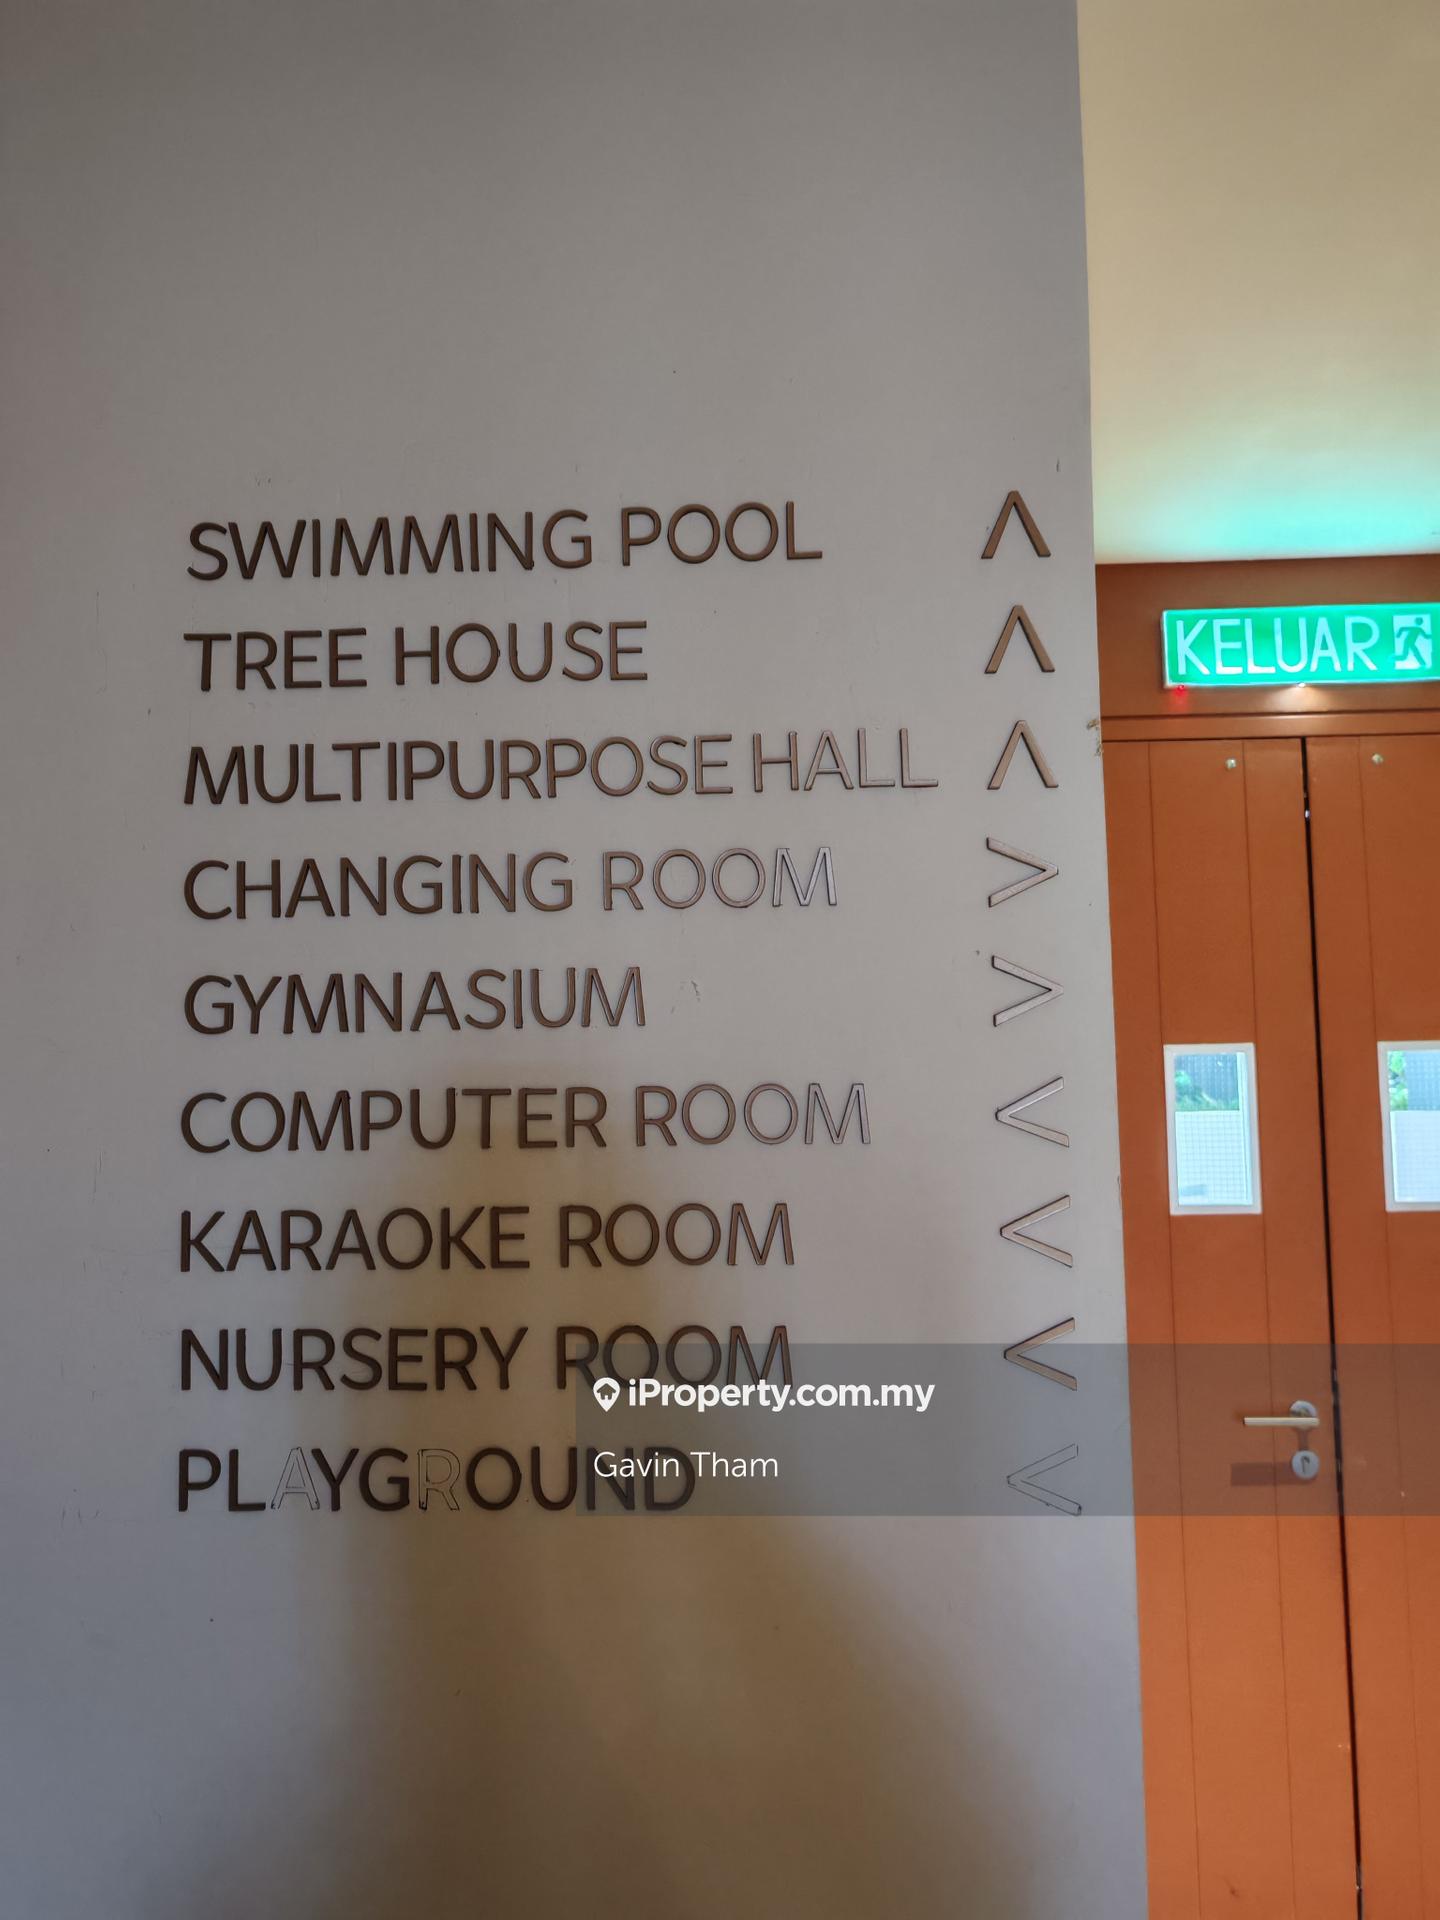 SWIMMING POOL
TREE HOUSE
MULTIPURPOSE HALL
CHANGING ROOM
GYMNASIUM
COMPUTER ROOM
KARAOKE ROOM
NURSERY ROOM
PLAYGROUND
KELUAR
iProperty.com.my
Gavin Tham